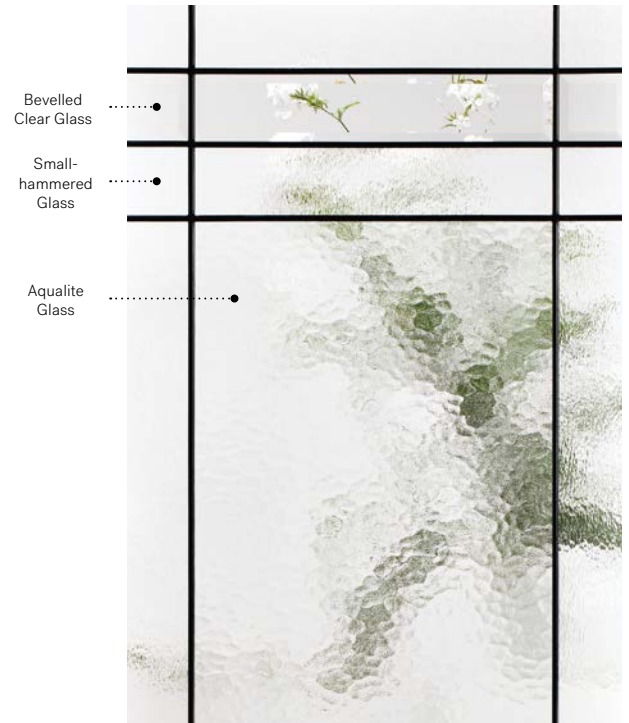 Bevelled
Clear Glass
Small-
hammered
Glass
Aqualite
Glass